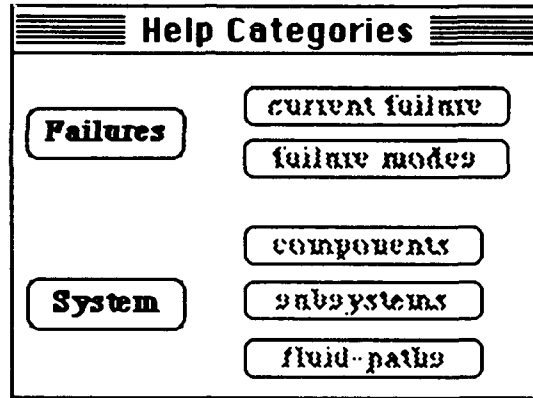 Help Categories
Failures
current failure
failure modes
System
components
subsystems
fluid-paths